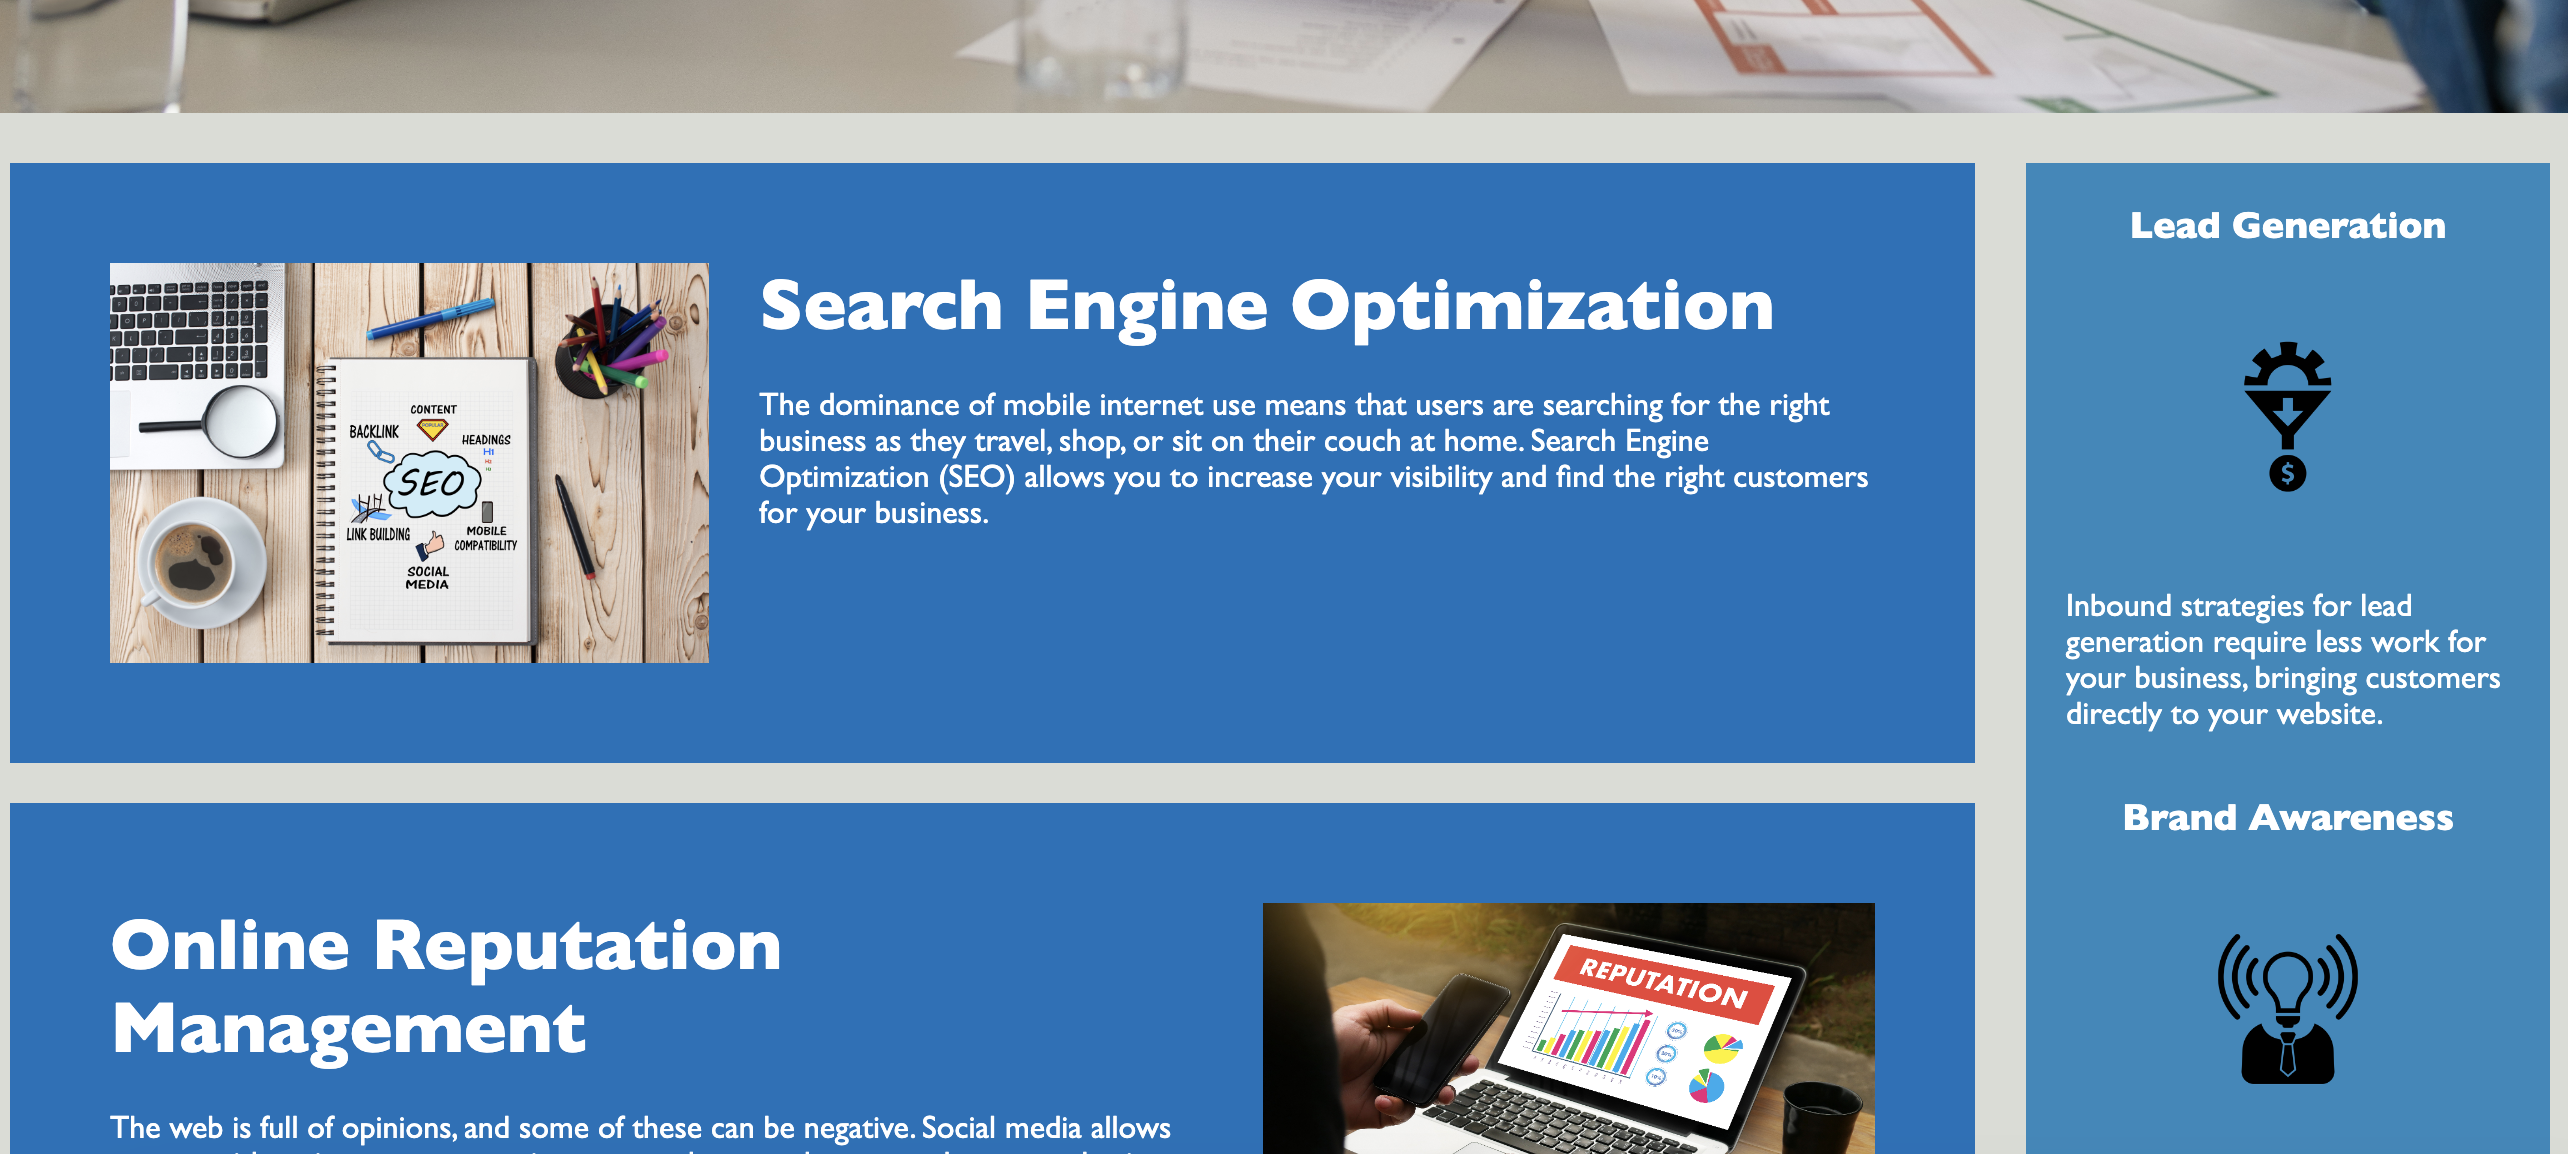 Search Engine Optimization
The dominance of mobile internet use means that users are searching for the right
business as they travel, shop, or sit on their couch at home. Search Engine
Optimization (SEO) allows you to increase your visibility and find the right customers
for your business.
CONTENT
POPULAR
BACKLINK
HEADINGS
H1
H2
H3
SEO
LINK BUILDING
MOBILE
COMPATIBILITY
SOCIAL
MEDIA
Online Reputation
Management
The web is full of opinions, and some of these can be negative. Social media allows
REPUTATION
Lead Generation
$
Inbound strategies for lead
generation require less work for
your business, bringing customers
directly to your website.
Brand Awareness